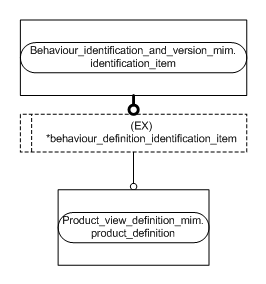 Behaviour_identification_and_version_mim.
identification_item
(EX)
*behaviour_definition_identification_item
Product_view_definition_mim.
product_definition